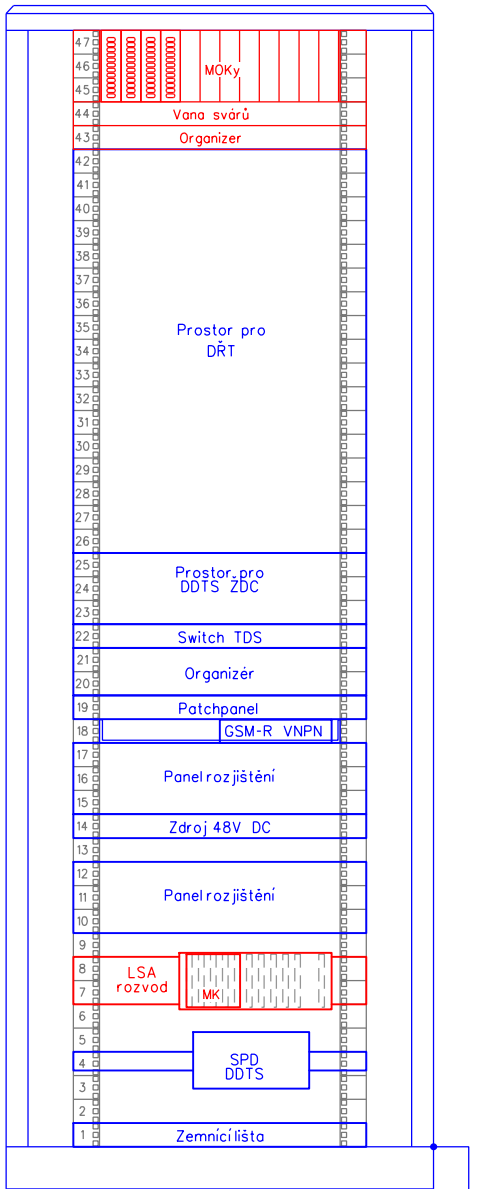 47
46
MOKy
45
44 Vana svárů
43 Organizer
42
41
40
39
38
37
36
35 Prostor pro
34 DŘT
33
32
31
30
29
28
27
26
25 Prostor pro
24 DDTS ŽDC
23
22 Switch TDS
21
Organizér
20
19 Patchpanel
18 GSM-R VNPN
17
16 Panel rozjištění
15
14 Zdroj 48V DC
13
12
11 Panel rozjištění
10
9
8 LSA
7 rozvod MK
6
5
4 SPD
DDTS
3
2
1 Zemnící lišta